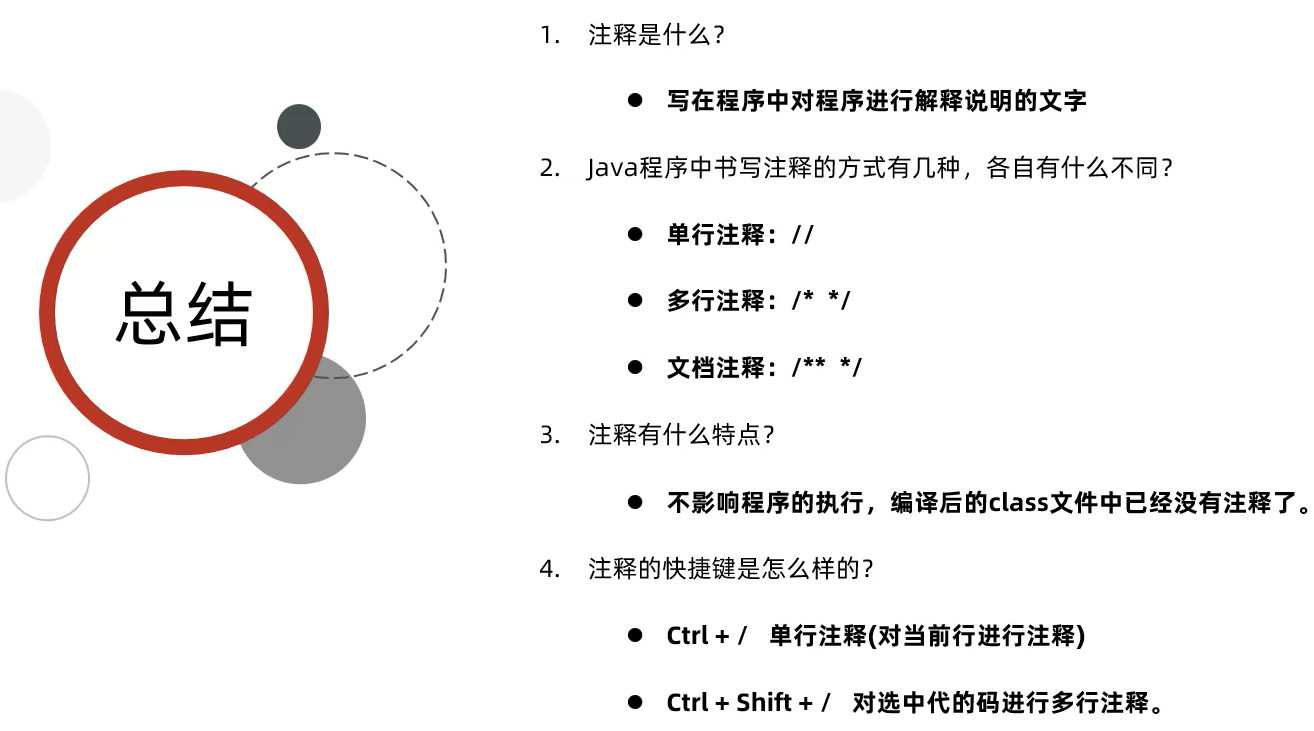 总结
1. 注释是什么？
● 写在程序中对程序进行解释说明的文字
2. Java程序中书写注释的方式有几种，各自有什么不同？
● 单行注释：//
● 多行注释：/* */
● 文档注释：/** */
3. 注释有什么特点？
● 不影响程序的执行，编译后的class文件中已经没有注释了。
4. 注释的快捷键是怎么样的？
● Ctrl + / 单行注释(对当前行进行注释)
● Ctrl + Shift + / 对选中代的码进行多行注释。